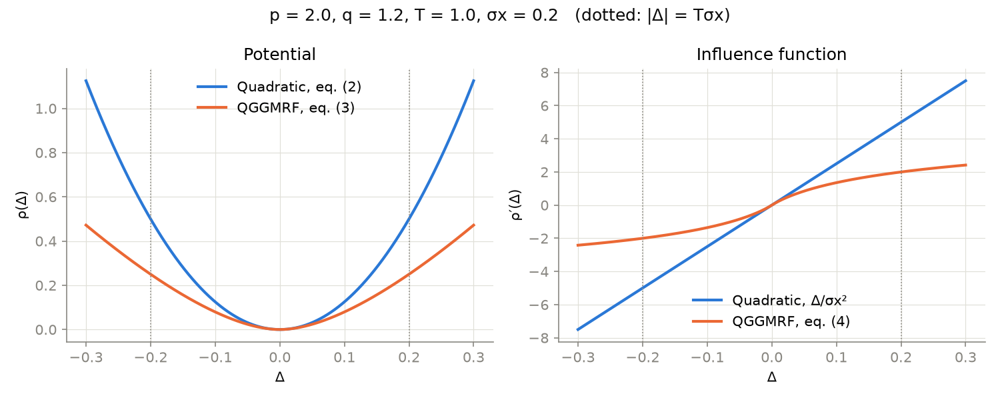 p = 2.0, q = 1.2, T = 1.0, σx = 0.2   (dotted: |Δ| = Tσx)
Potential
Quadratic, eq. (2)
QGGMRF, eq. (3)
ρ(Δ)
1.0
0.8
0.6
0.4
0.2
0.0
−0.3 −0.2 −0.1 0.0 0.1 0.2 0.3
Δ
Influence function
ρ′(Δ)
8
6
4
2
0
−2
−4
−6
−8
Quadratic, Δ/σx²
QGGMRF, eq. (4)
−0.3 −0.2 −0.1 0.0 0.1 0.2 0.3
Δ